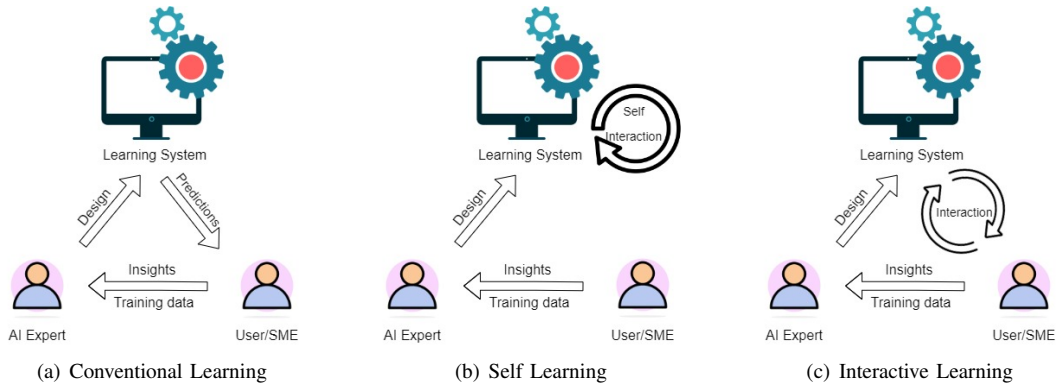 Learning System
Design
Predictions
Insights
Training data
AI Expert
User/SME
(a) Conventional Learning
Self
Interaction
Learning System
Design
Insights
Training data
AI Expert
User/SME
(b) Self Learning
Learning System
Design
Interaction
Insights
Training data
AI Expert
User/SME
(c) Interactive Learning